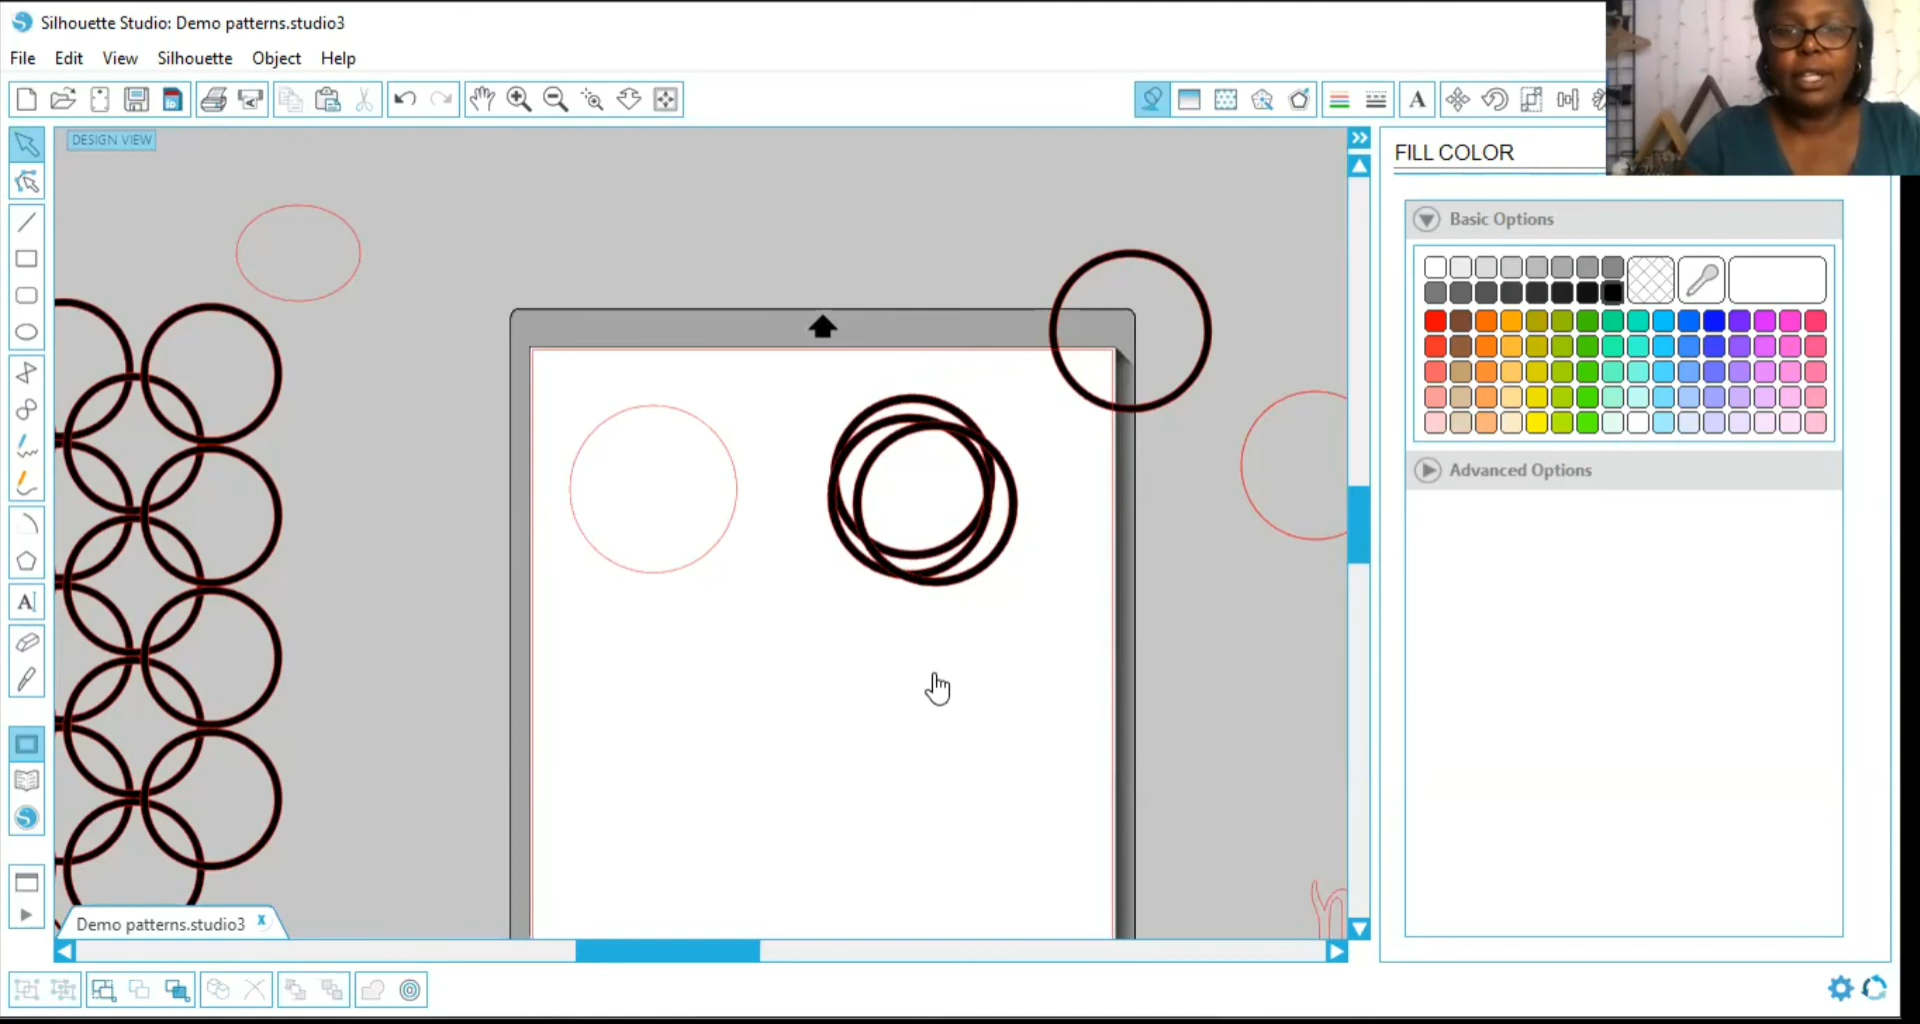 Silhouette Studio: Demo patterns.studio3
File Edit View Silhouette Object Help
DESIGN VIEW
FILL COLOR
Basic Options
Advanced Options
Demo patterns.studio3 x